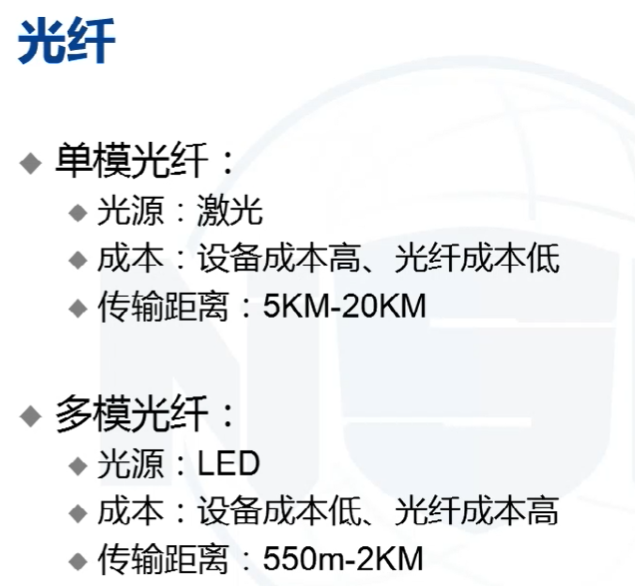 光纤
单模光纤：
光源：激光
成本：设备成本高、光纤成本低
传输距离：5KM-20KM
多模光纤：
光源：LED
成本：设备成本低、光纤成本高
传输距离：550m-2KM